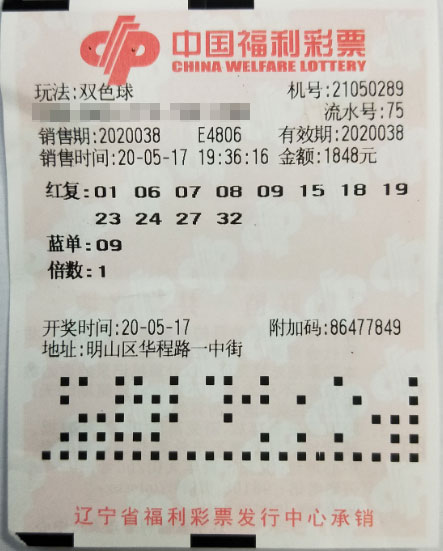 中国福利彩票
CHINA WELFARE LOTTERY
玩法:双色球 机号:21050289
流水号:75
销售期:2020038 E4806 有效期:2020038
销售时间:20-05-17 19:36:16 金额:1848元
红复:01 06 07 08 09 15 18 19
23 24 27 32
蓝单:09
倍数:1
开奖时间:20-05-17 附加码:86477849
地址:明山区华程路一中街
辽宁省福利彩票发行中心承销